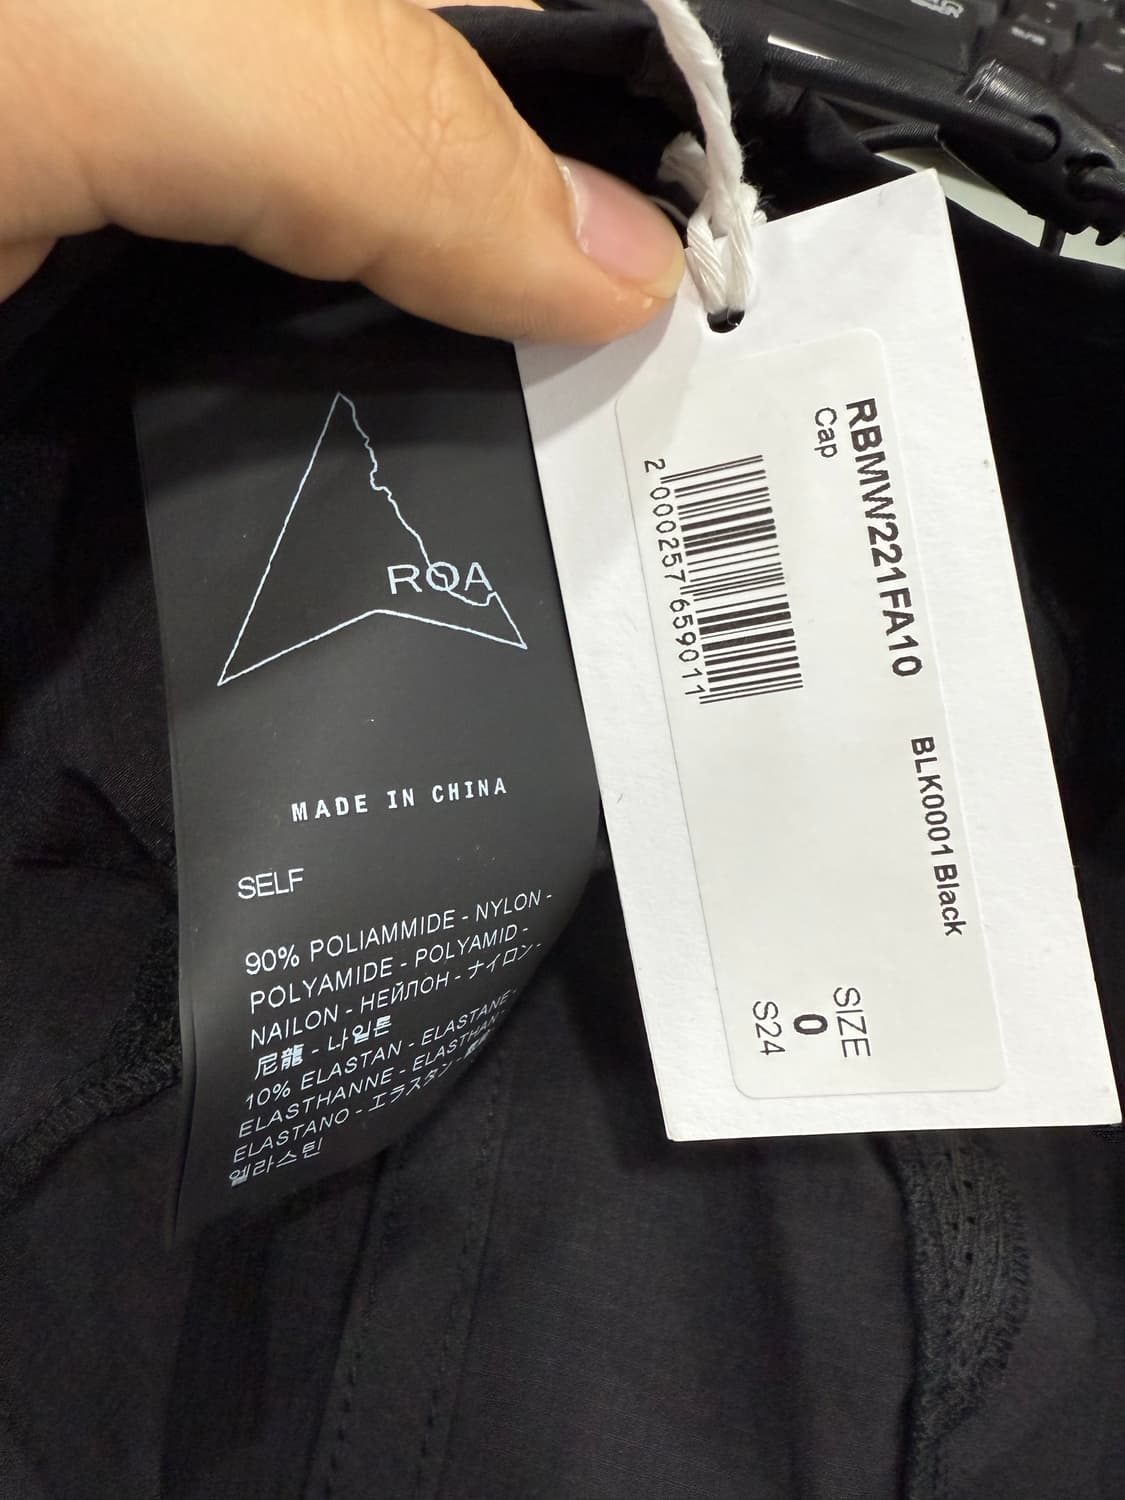 ROA
MADE IN CHINA
SELF
90% POLIAMMIDE - NYLON -
POLYAMIDE - POLYAMID -
NAILON - НЕЙЛОН - ナイロン -
尼龍 - 나일론
10% ELASTAN - ELASTANE -
ELASTHANNE - ELASTHAN -
ELASTANO - エラスタン -
엘라스틴
RBMW221FA10
BLK0001 Black
Cap
2 000257 659011
SIZE
0
S24